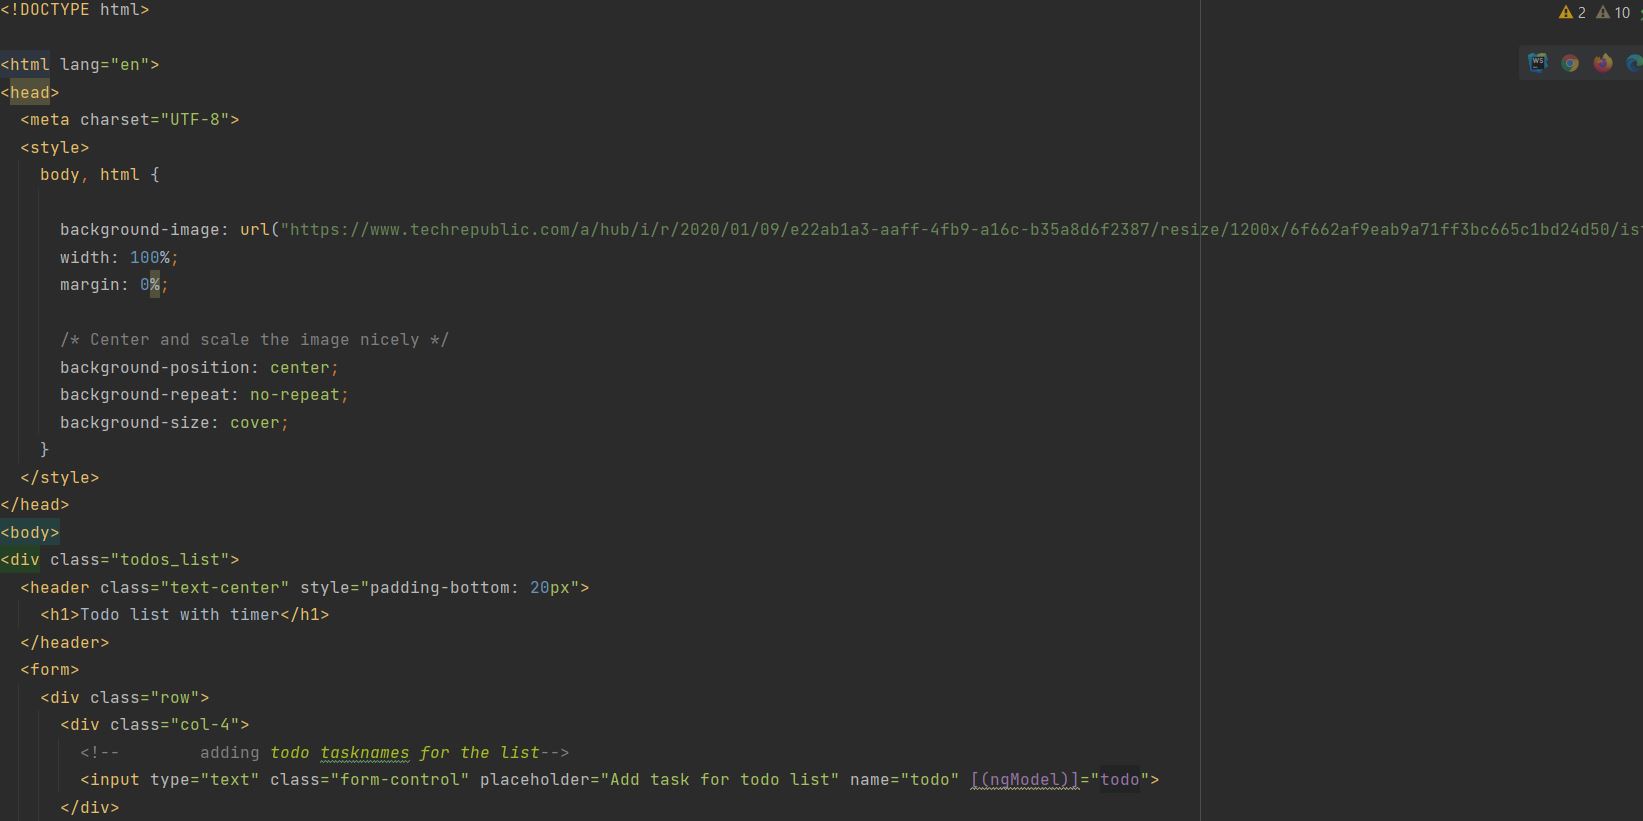 <!DOCTYPE html>
2 10
<html lang="en">
WS
<head>
<meta charset="UTF-8">
<style>
body, html {
background-image: url("https://www.techrepublic.com/a/hub/i/r/2020/01/09/e22ab1a3-aaff-4fb9-a16c-b35a8d6f2387/resize/1200x/6f662af9eab9a71ff3bc665c1bd24d50/is
width: 100%;
margin: 0%;
/* Center and scale the image nicely */
background-position: center;
background-repeat: no-repeat;
background-size: cover;
}
</style>
</head>
<body>
<div class="todos_list">
<header class="text-center" style="padding-bottom: 20px">
<h1>Todo list with timer</h1>
</header>
<form>
<div class="row">
<div class="col-4">
<!-- adding todo tasknames for the list-->
<input type="text" class="form-control" placeholder="Add task for todo list" name="todo" [(ngModel)]="todo">
</div>